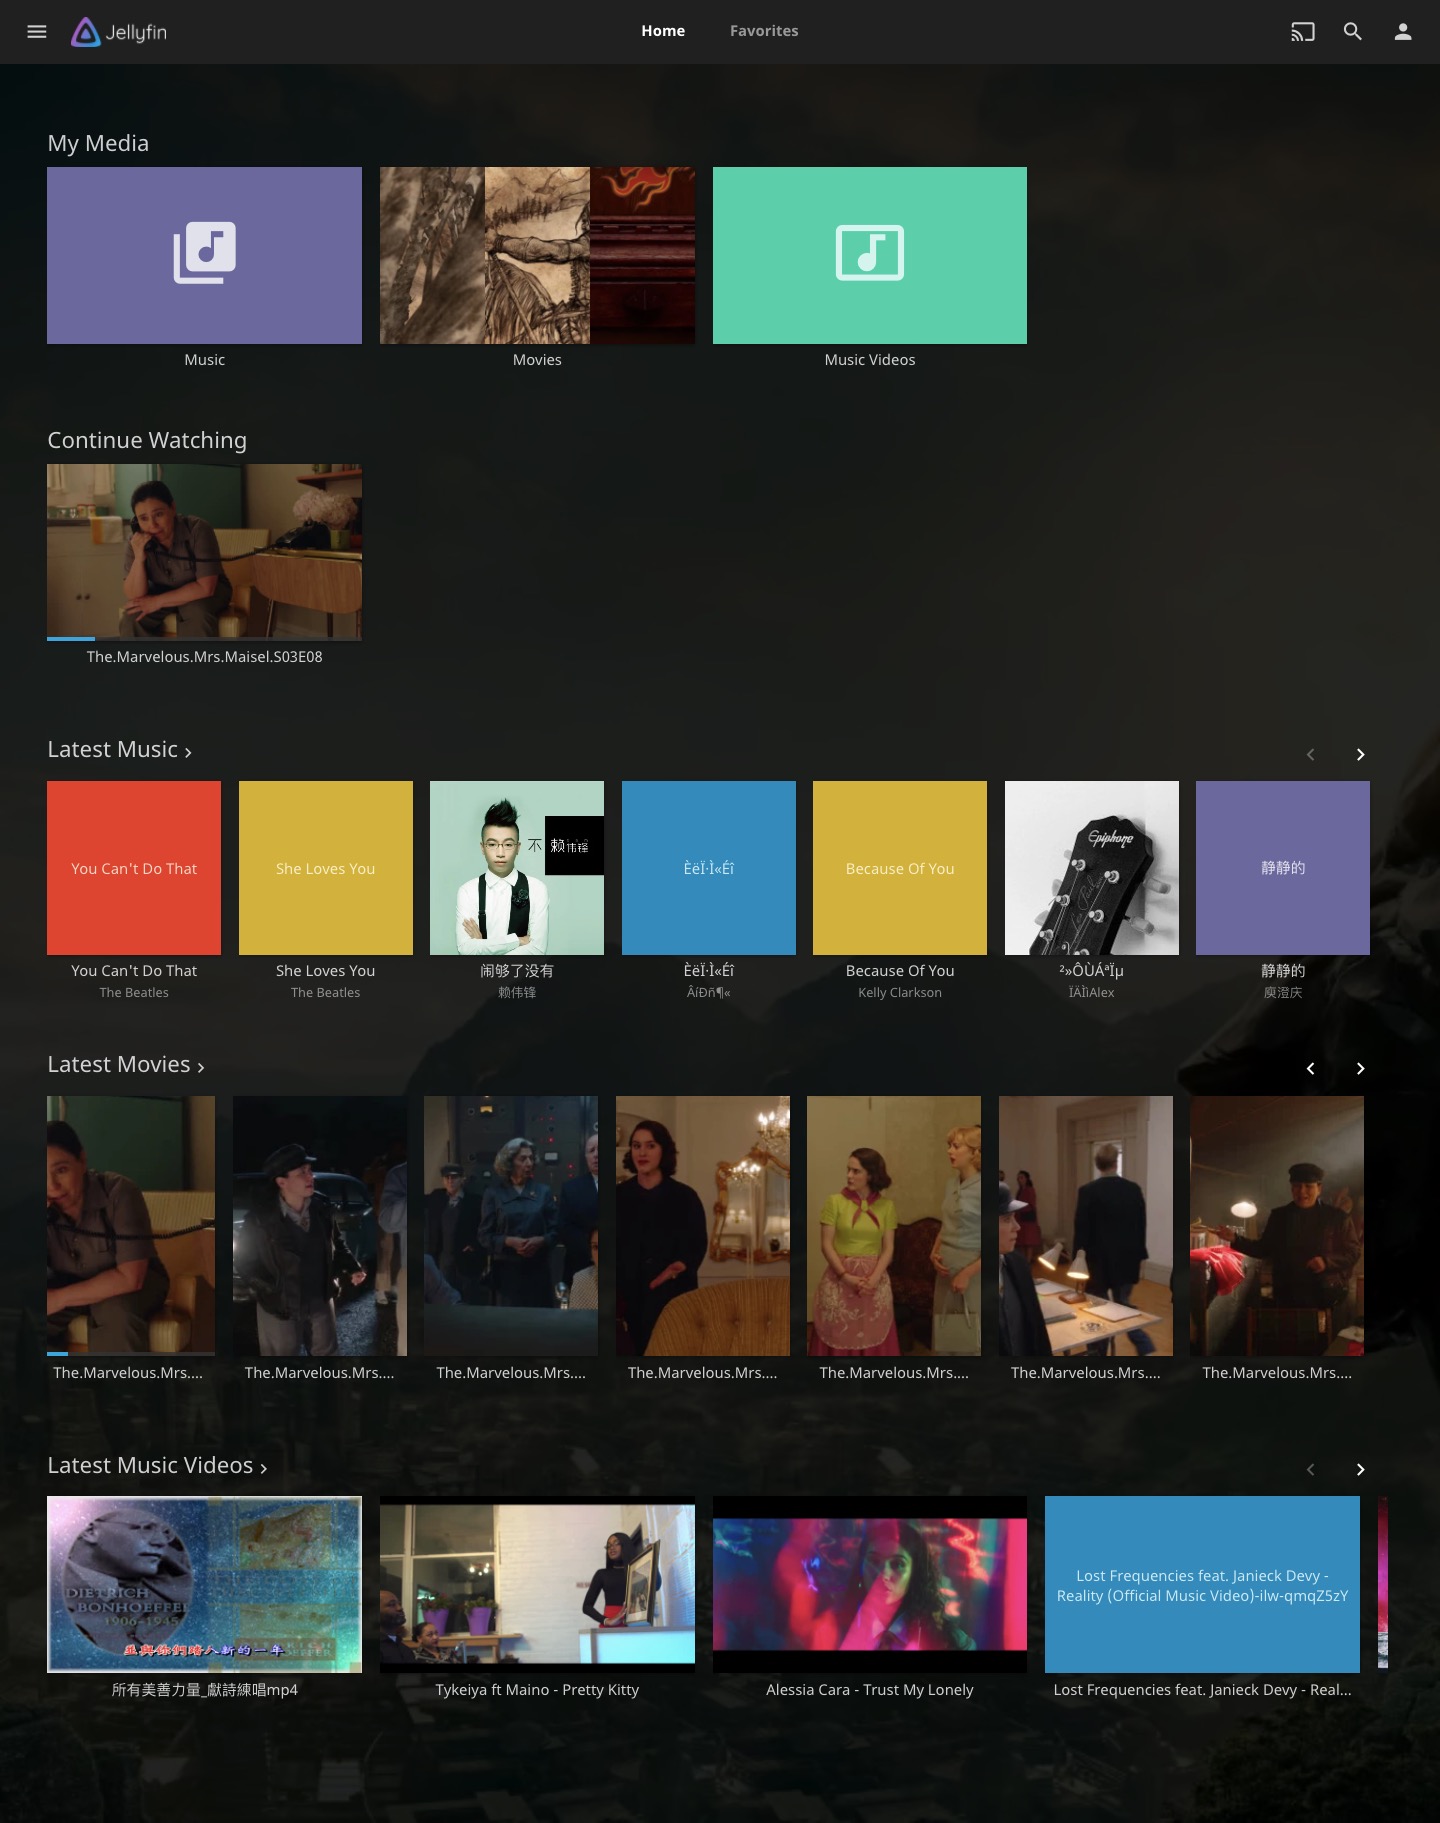 Jellyfin
Home
Favorites
My Media
Music
Movies
Music Videos
Continue Watching
The.Marvelous.Mrs.Maisel.S03E08
Latest Music
You Can't Do That
She Loves You
不
赖伟锋
ÈëÏ·Ì«Éî
Because Of You
Epiphone
静静的
You Can't Do That
She Loves You
闹够了没有
ÈëÏ·Ì«Éî
Because Of You
²»ÔÙÁªÏµ
静静的
The Beatles
The Beatles
赖伟锋
ÂíÐñ¶«
Kelly Clarkson
ÏÄÌìAlex
廋澄庆
Latest Movies
The.Marvelous.Mrs....
The.Marvelous.Mrs....
The.Marvelous.Mrs....
The.Marvelous.Mrs....
The.Marvelous.Mrs....
The.Marvelous.Mrs....
The.Marvelous.Mrs....
Latest Music Videos
DIETRICH
BONHOEFFER
1906-1945
並與你們踏入新的一年
Lost Frequencies feat. Janieck Devy -
Reality (Official Music Video)-ilw-qmqZ5zY
所有美善力量_獻詩練唱mp4
Tykeiya ft Maino - Pretty Kitty
Alessia Cara - Trust My Lonely
Lost Frequencies feat. Janieck Devy - Real...